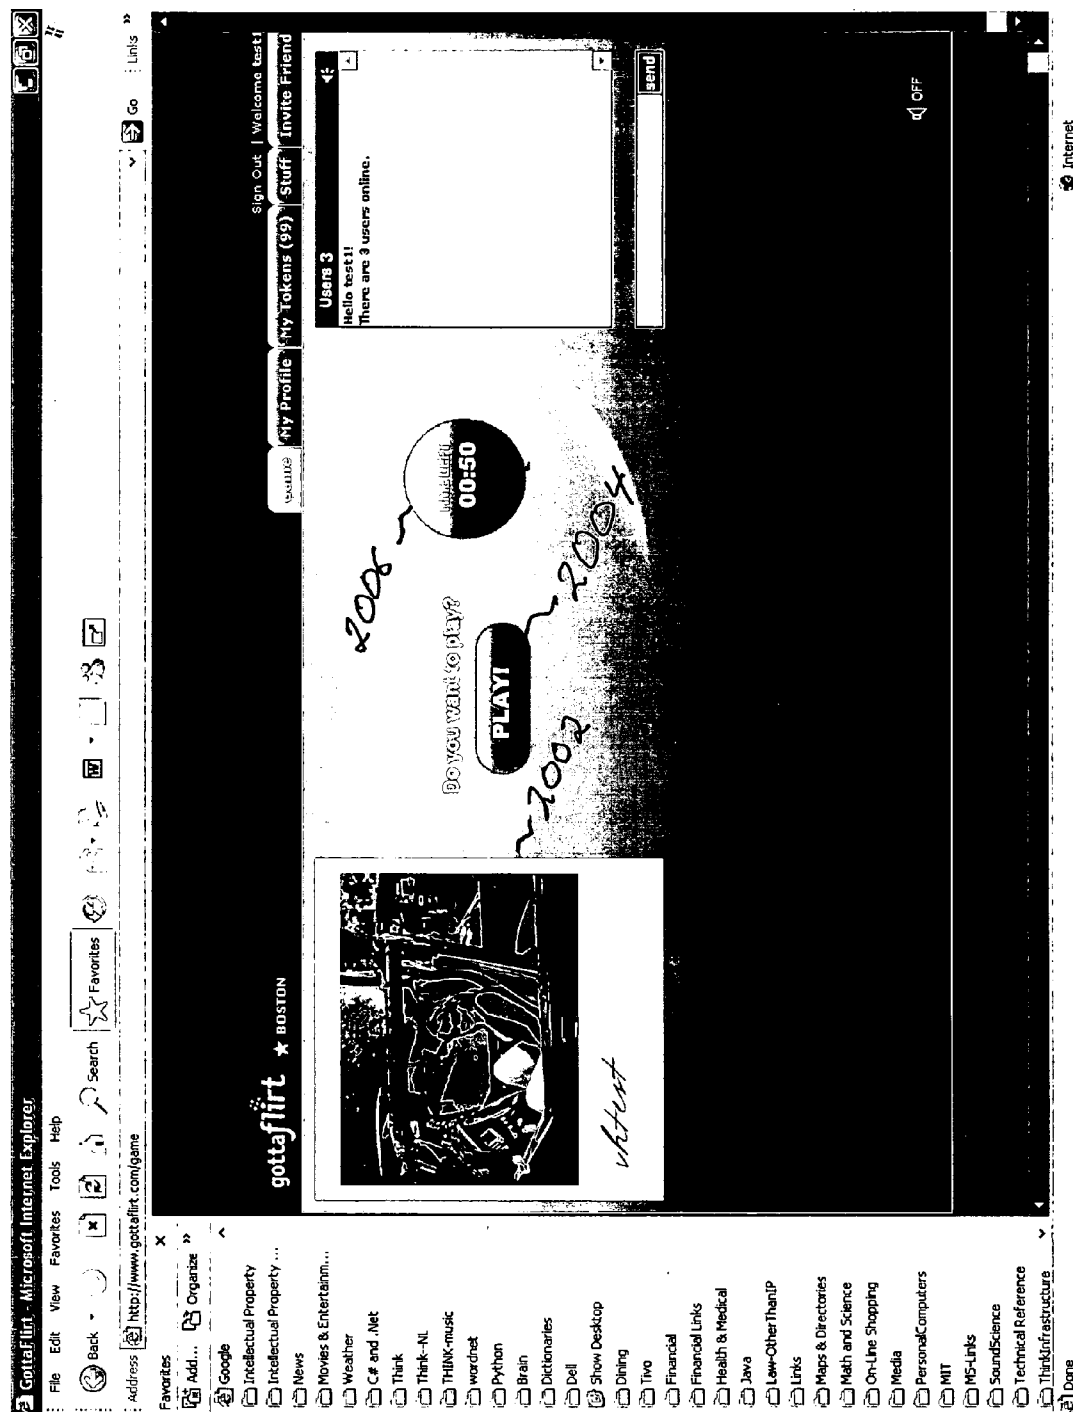 GottaFlirt - Microsoft Internet Explorer
File Edit View Favorites Tools Help
Back Search Favorites
Address http://www.gottaflirt.com/game Go Links »
Favorites
Add... Organize »
Google
Intellectual Property
Intellectual Property ...
News
Movies & Entertainm...
Weather
C# and .Net
Think
Think-NL
THINK-music
wordnet
Python
Brain
Dictionaries
Dell
Show Desktop
Dining
Tivo
Financial
Financial Links
Health & Medical
Java
Law-OtherThanIP
Links
Maps & Directories
Math and Science
On-Line Shopping
Media
PersonalComputers
MIT
MS-Links
SoundScience
Technical Reference
ThinkInfrastructure
Sign Out | Welcome test1!
gottaflirt ★ BOSTON
My Profile My Tokens (99) Stuff Invite Friend
Users 3
Hello test1!
There are 3 users online.
send
2006
00:50
Do you want to play?
PLAY!
2004
2002
vhtest
OFF
Done Internet